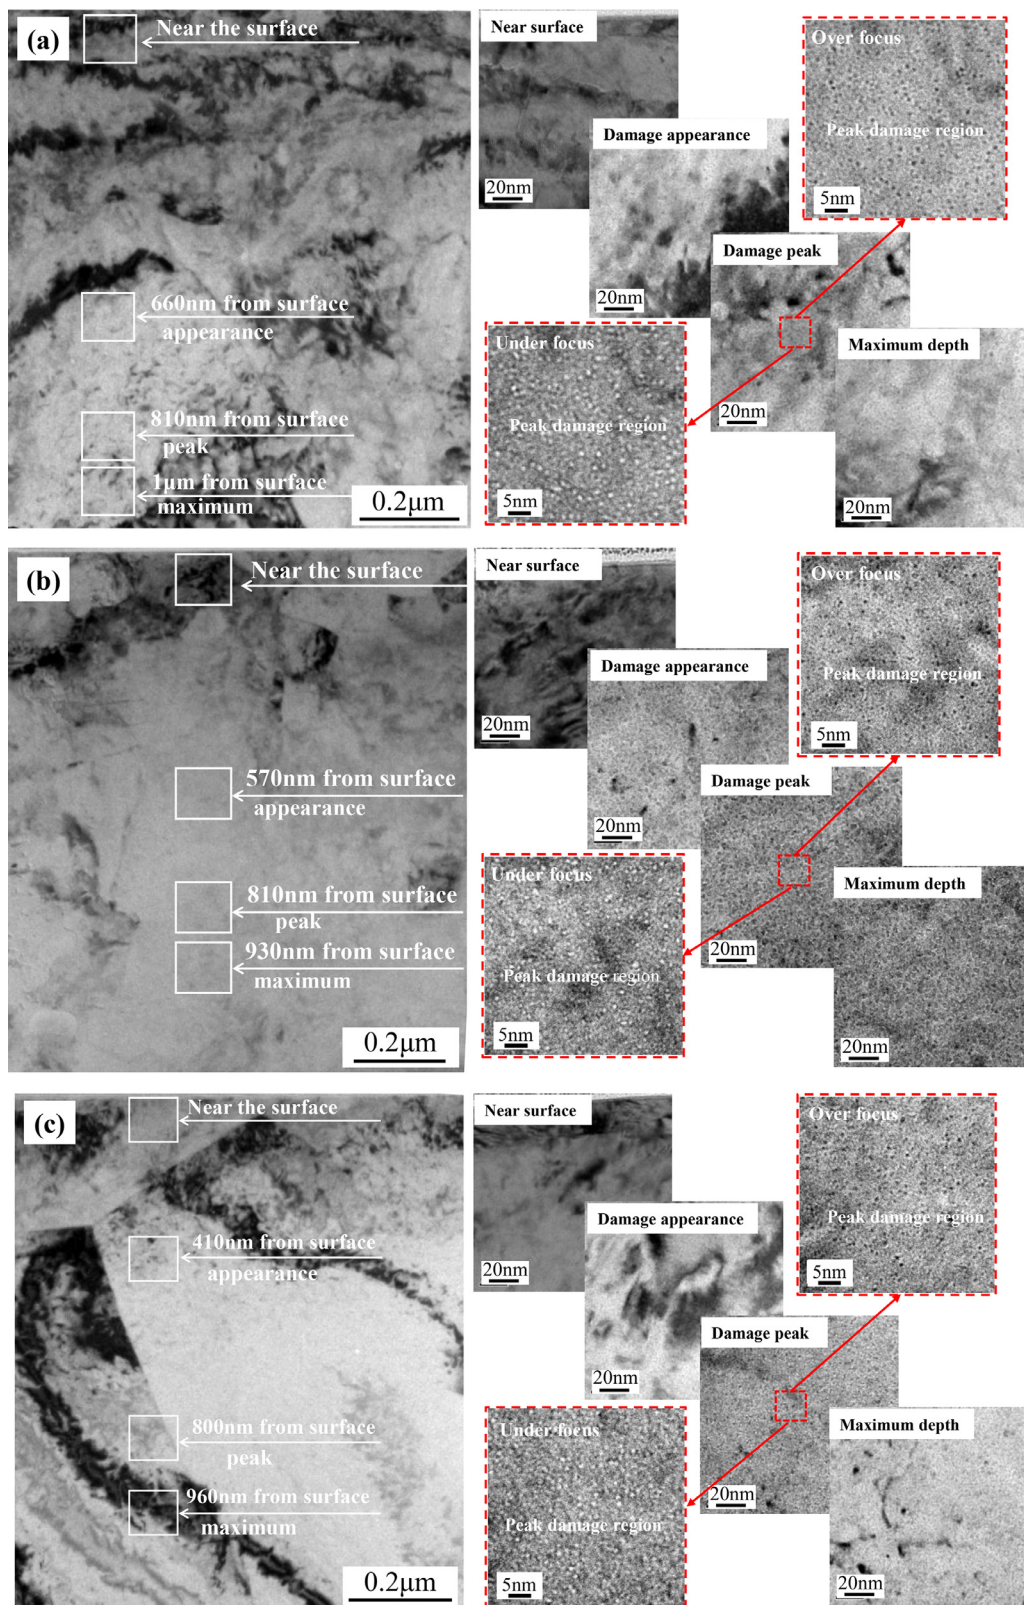 (a)
Near the surface
660nm from surface
appearance
810nm from surface
peak
1μm from surface
maximum
0.2μm
Near surface
20nm
Damage appearance
20nm
Damage peak
20nm
Maximum depth
20nm
Over focus
Peak damage region
5nm
Under focus
Peak damage region
5nm
(b)
Near the surface
570nm from surface
appearance
810nm from surface
peak
930nm from surface
maximum
0.2μm
Near surface
20nm
Damage appearance
20nm
Damage peak
20nm
Maximum depth
20nm
Over focus
Peak damage region
5nm
Under focus
Peak damage region
5nm
(c)
Near the surface
410nm from surface
appearance
800nm from surface
peak
960nm from surface
maximum
0.2μm
Near surface
20nm
Damage appearance
20nm
Damage peak
20nm
Maximum depth
20nm
Over focus
Peak damage region
5nm
Under focus
Peak damage region
5nm